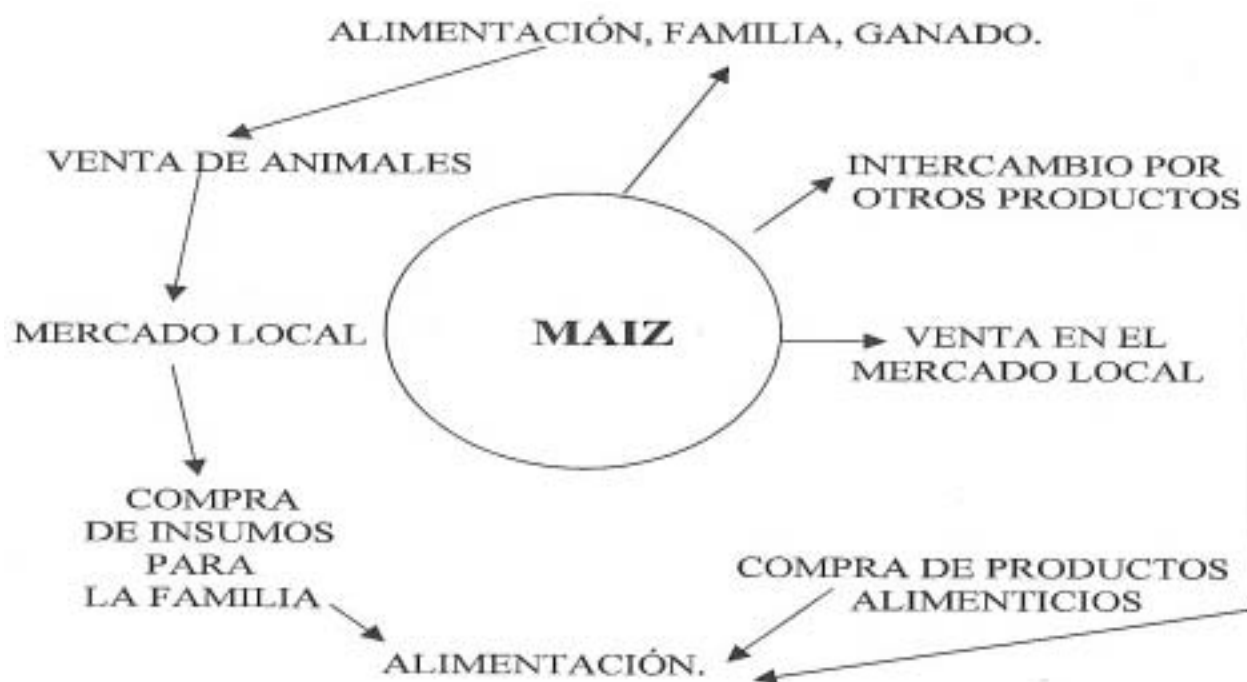 ALIMENTACIÓN, FAMILIA, GANADO.
VENTA DE ANIMALES
INTERCAMBIO POR
OTROS PRODUCTOS
MERCADO LOCAL
MAIZ
VENTA EN EL
MERCADO LOCAL
COMPRA
DE INSUMOS
PARA
LA FAMILIA
COMPRA DE PRODUCTOS
ALIMENTICIOS
ALIMENTACIÓN.